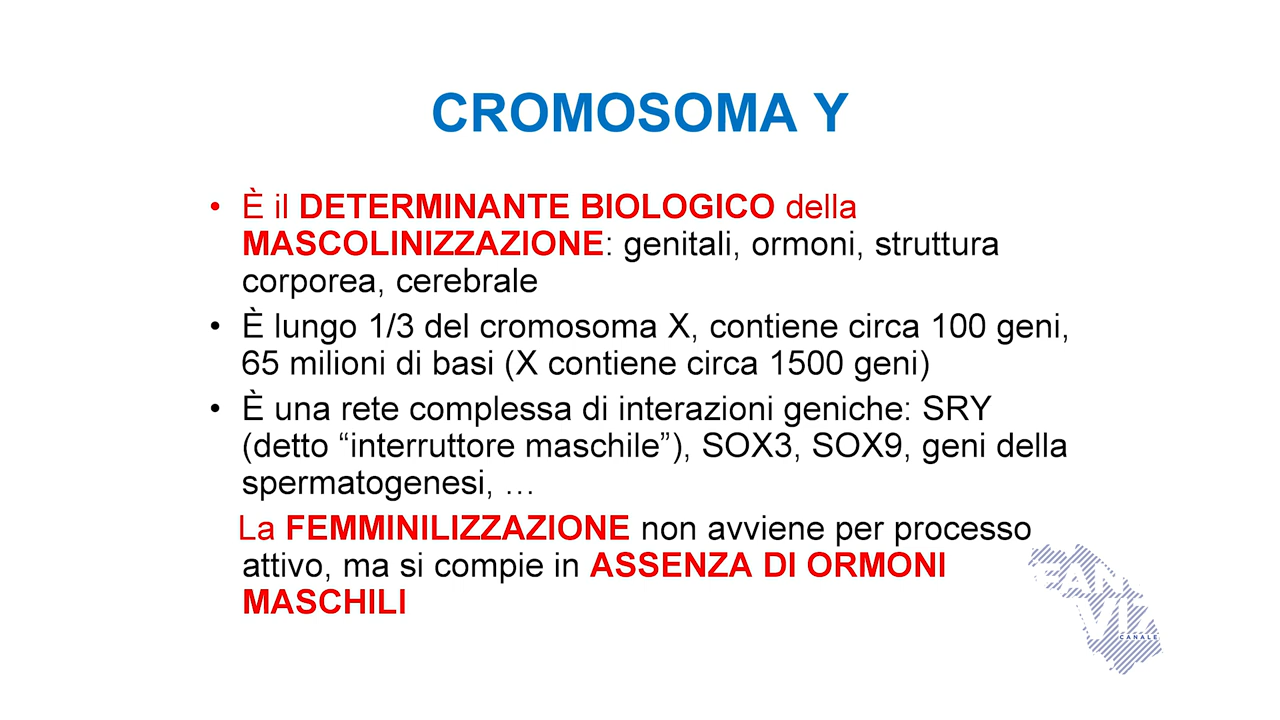 CROMOSOMA Y
• È il DETERMINANTE BIOLOGICO della
MASCOLINIZZAZIONE: genitali, ormoni, struttura
corporea, cerebrale
• È lungo 1/3 del cromosoma X, contiene circa 100 geni,
65 milioni di basi (X contiene circa 1500 geni)
• È una rete complessa di interazioni geniche: SRY
(detto “interruttore maschile”), SOX3, SOX9, geni della
spermatogenesi, …
La FEMMINILIZZAZIONE non avviene per processo
attivo, ma si compie in ASSENZA DI ORMONI
MASCHILI
CANALE